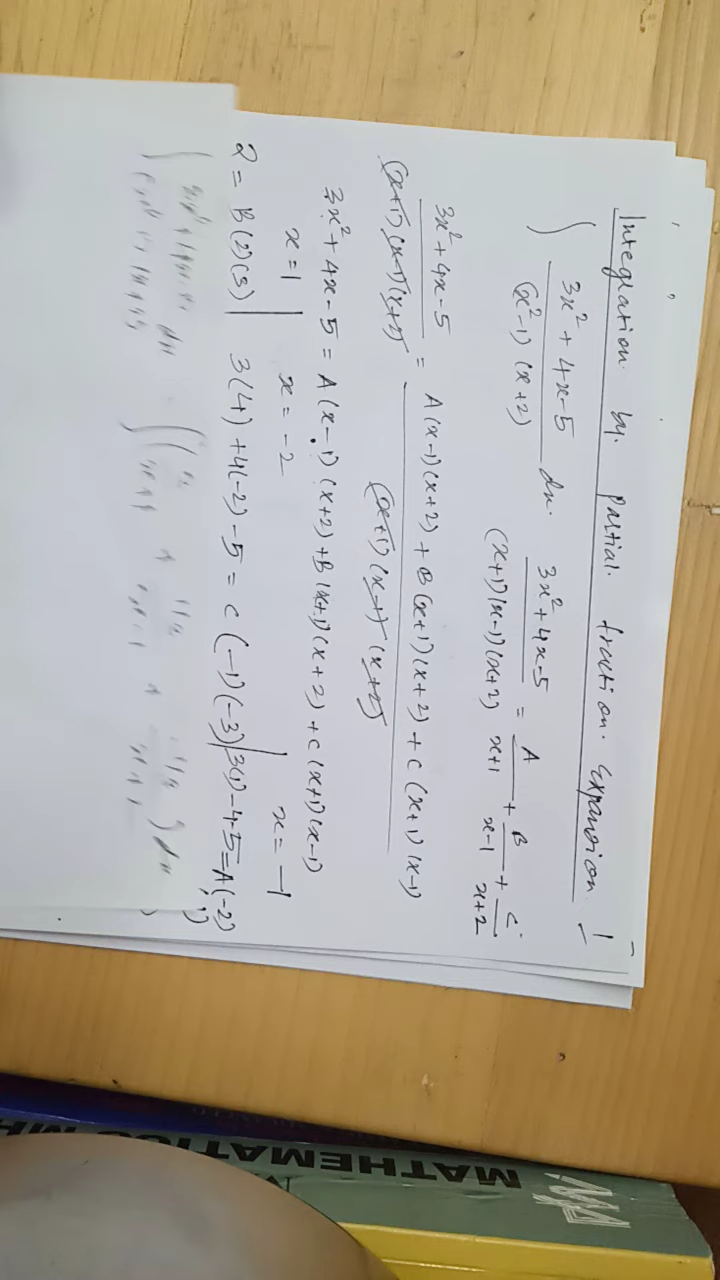 Integration by. partial. fraction. Expansion !-
∫ 3x²+4x-5 / (x²-1)(x+2) dx. 3x²+4x-5 / (x+1)(x-1)(x+2) = A / x+1 + B / x-1 + C / x+2
3x²+4x-5 / (x+1)(x-1)(x+2) = A(x-1)(x+2) + B(x+1)(x+2) + C(x+1)(x-1) / (x+1)(x-1)(x+2)
3x²+4x-5 = A(x-1)(x+2) + B(x+1)(x+2) + C(x+1)(x-1)
x=1 | x=-2 | x=-1
2 = B(2)(3) | 3(4)+4(-2)-5 = C(-1)(-3) | 3(1)-4-5 = A(-2)
(1)
MATHEMATICS